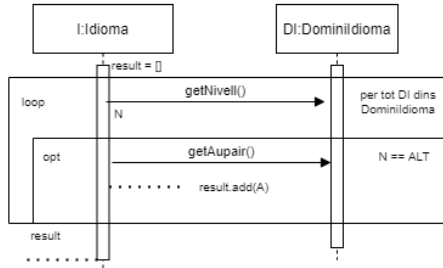 I:Idioma
DI:DominiIdioma
result = []
loop
getNivell()
per tot DI dins
DominiIdioma
N
opt
getAupair()
N == ALT
result.add(A)
result